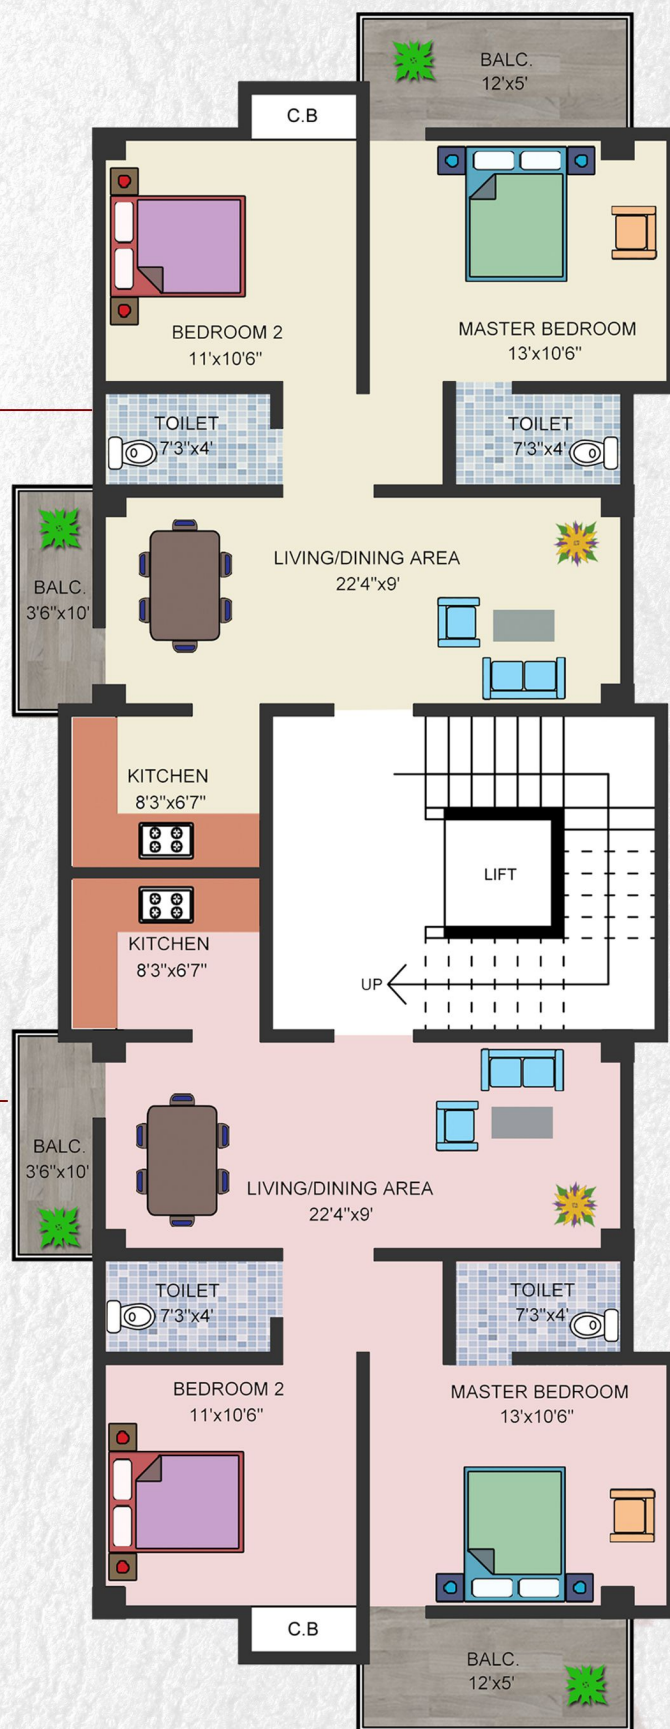 BALC.
12'x5'
C.B
BEDROOM 2
11'x10'6"
MASTER BEDROOM
13'x10'6"
TOILET
7'3"x4'
TOILET
7'3"x4'
LIVING/DINING AREA
22'4"x9'
BALC.
3'6"x10'
KITCHEN
8'3"x6'7"
LIFT
KITCHEN
8'3"x6'7"
UP
BALC.
3'6"x10'
LIVING/DINING AREA
22'4"x9'
TOILET
7'3"x4'
TOILET
7'3"x4'
BEDROOM 2
11'x10'6"
MASTER BEDROOM
13'x10'6"
C.B
BALC.
12'x5'